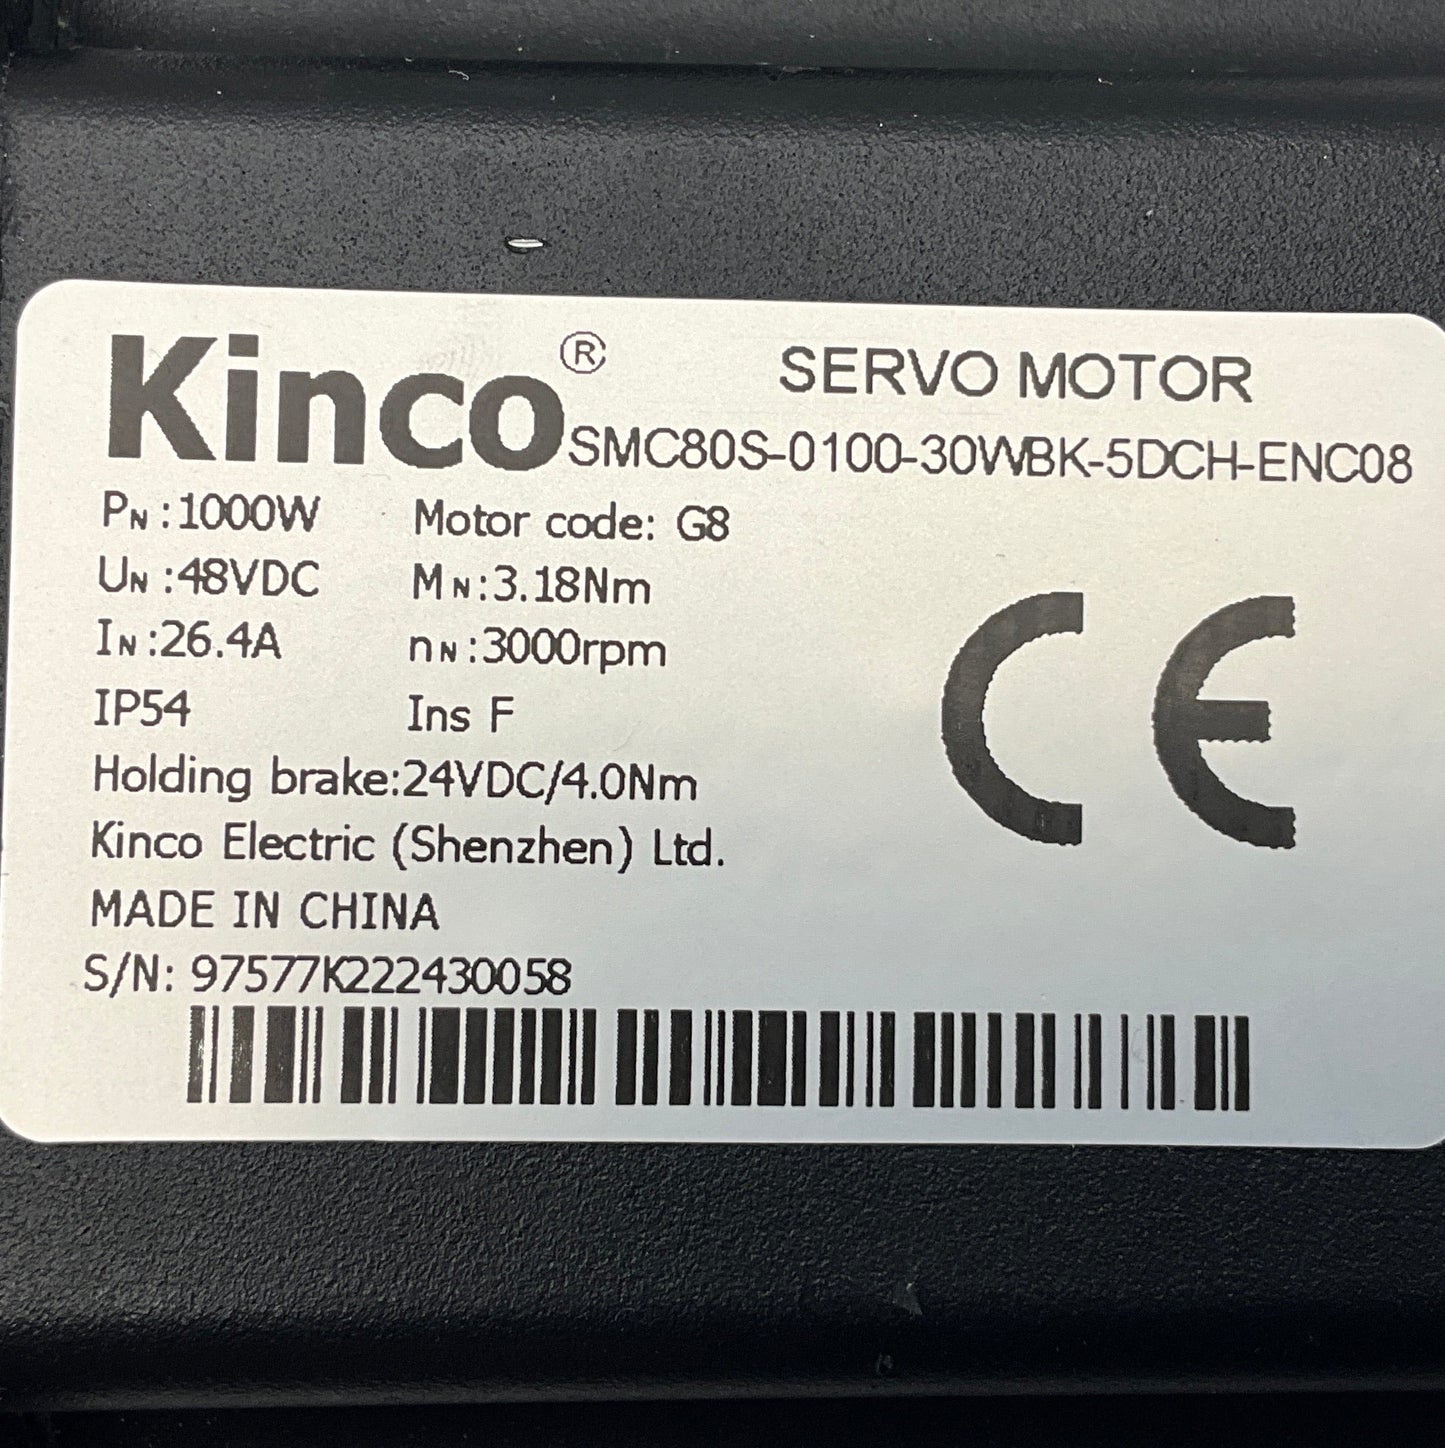 Kinco® SERVO MOTOR
SMC80S-0100-30WBK-5DCH-ENC08
PN:1000W Motor code: G8
UN:48VDC MN:3.18Nm
IN:26.4A nN:3000rpm
IP54 Ins F
Holding brake:24VDC/4.0Nm
Kinco Electric (Shenzhen) Ltd.
MADE IN CHINA
S/N: 97577K222430058
CE